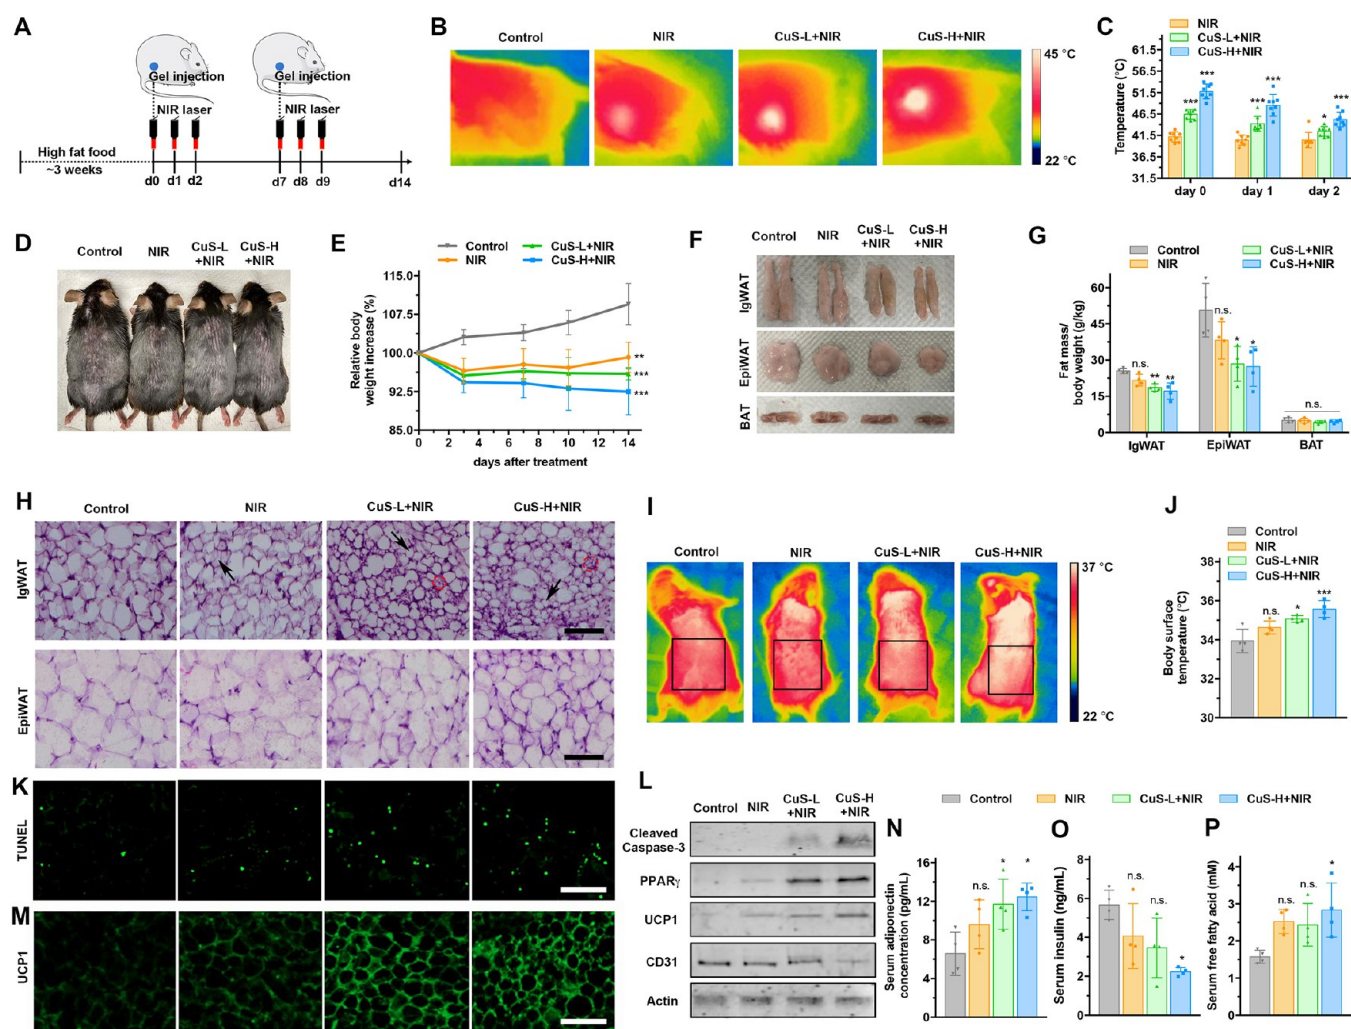 A
Gel injection
Gel injection
NIR laser
NIR laser
High fat food
~3 weeks
d0
d1
d2
d7
d8
d9
d14
B
Control
NIR
CuS-L+NIR
CuS-H+NIR
45 °C
22 °C
C
NIR
CuS-L+NIR
CuS-H+NIR
Temperature (°C)
61.5
56.5
51.5
46.5
41.5
36.5
31.5
***
***
***
***
*
***
day 0
day 1
day 2
D
Control
NIR
CuS-L
+NIR
CuS-H
+NIR
E
Control
NIR
CuS-L+NIR
CuS-H+NIR
Relative body
weight increase (%)
115.0
107.5
100.0
92.5
85.0
**
***
***
0
2
4
6
8
10
12
14
days after treatment
F
Control
NIR
CuS-L
+NIR
CuS-H
+NIR
IgWAT
EpiWAT
BAT
G
Control
NIR
CuS-L+NIR
CuS-H+NIR
Fat mass/
body weight (g/kg)
60
45
30
15
0
n.s.
**
**
n.s.
*
*
n.s.
IgWAT
EpiWAT
BAT
H
Control
NIR
CuS-L+NIR
CuS-H+NIR
IgWAT
EpiWAT
I
Control
NIR
CuS-L+NIR
CuS-H+NIR
37 °C
22 °C
J
Control
NIR
CuS-L+NIR
CuS-H+NIR
Body surface
temperature (°C)
38
36
34
32
30
n.s.
*
***
K
TUNEL
L
Control
NIR
CuS-L
+NIR
CuS-H
+NIR
Cleaved
Caspase-3
PPARγ
UCP1
CD31
Actin
M
UCP1
Control
NIR
CuS-L+NIR
CuS-H+NIR
N
Serum adiponectin
concentration (pg/mL)
16
12
8
4
0
n.s.
*
*
O
Serum insulin (ng/mL)
8
6
4
2
0
n.s.
n.s.
*
P
Serum free fatty acid (mM)
4
3
2
1
0
n.s.
n.s.
*